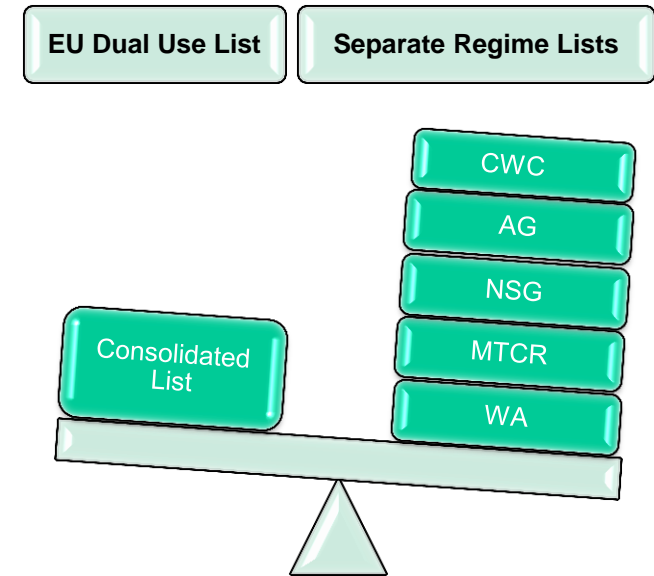 EU Dual Use List
Separate Regime Lists
CWC
AG
NSG
MTCR
WA
Consolidated
List